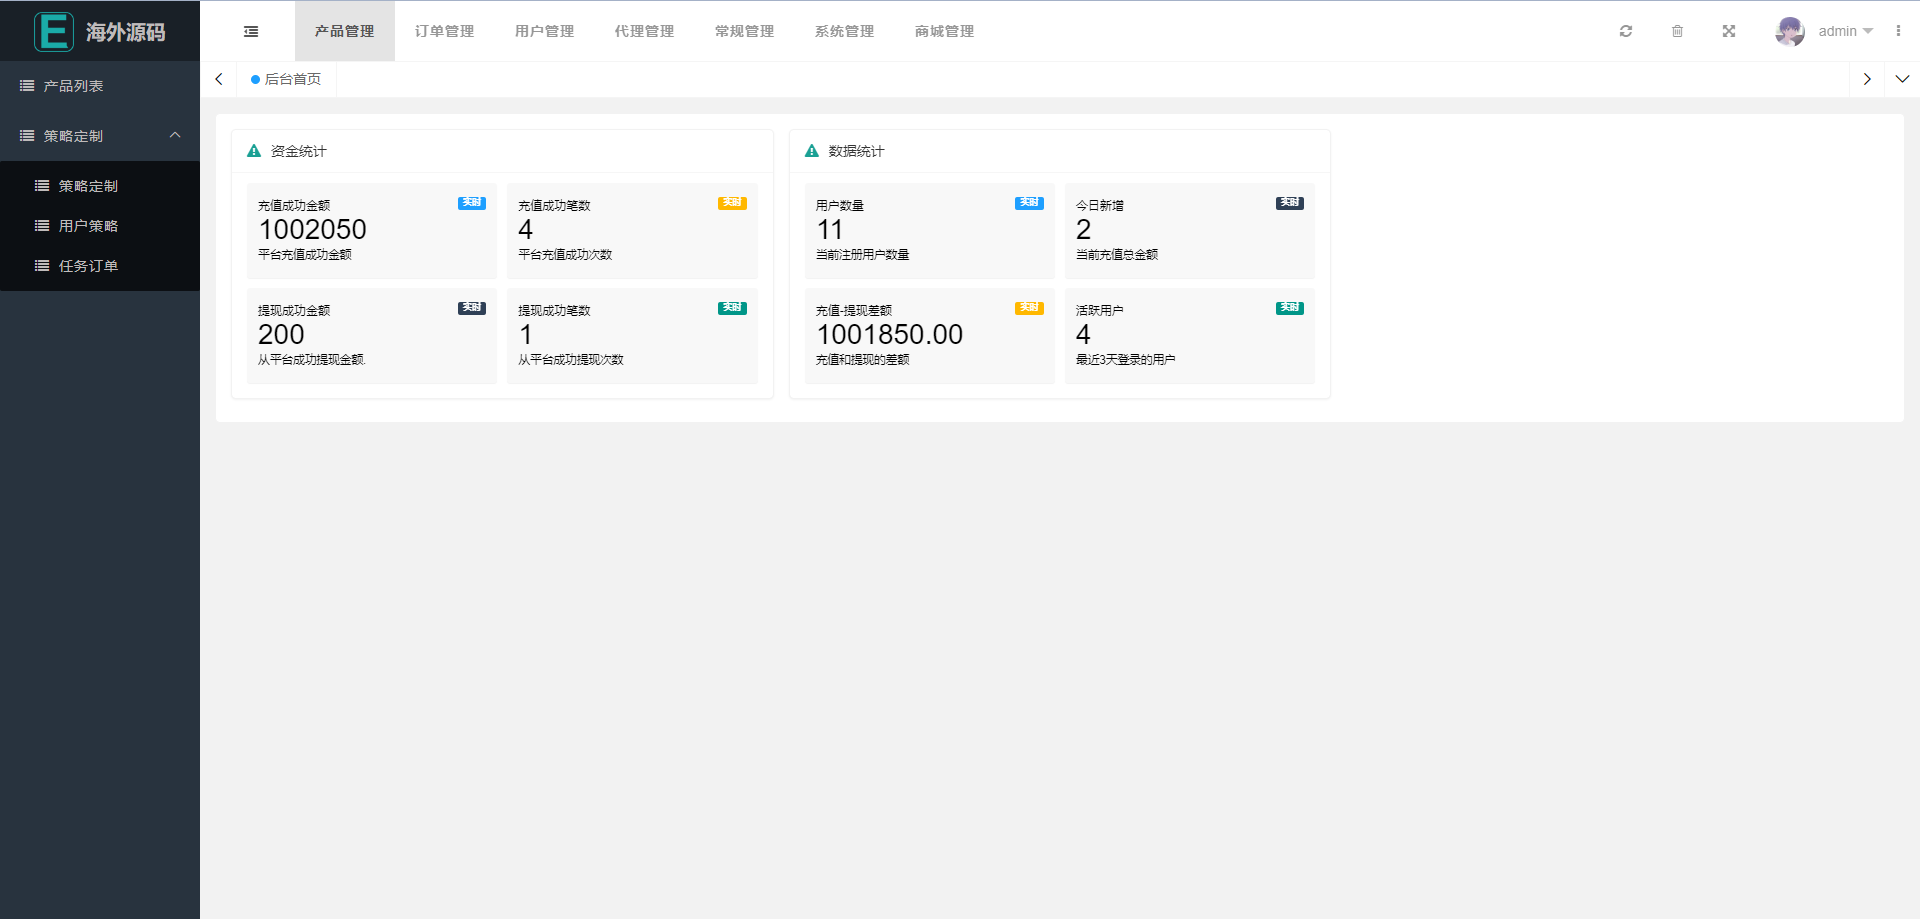 E 海外源码
产品管理 订单管理 用户管理 代理管理 常规管理 系统管理 商城管理 admin
后台首页
产品列表
策略定制
策略定制
用户策略
任务订单
资金统计
充值成功金额 实时
1002050
平台充值成功金额
充值成功笔数 实时
4
平台充值成功次数
提现成功金额 实时
200
从平台成功提现金额.
提现成功笔数 实时
1
从平台成功提现次数
数据统计
用户数量 实时
11
当前注册用户数量
今日新增 实时
2
当前充值总金额
充值-提现差额 实时
1001850.00
充值和提现的差额
活跃用户 实时
4
最近3天登录的用户